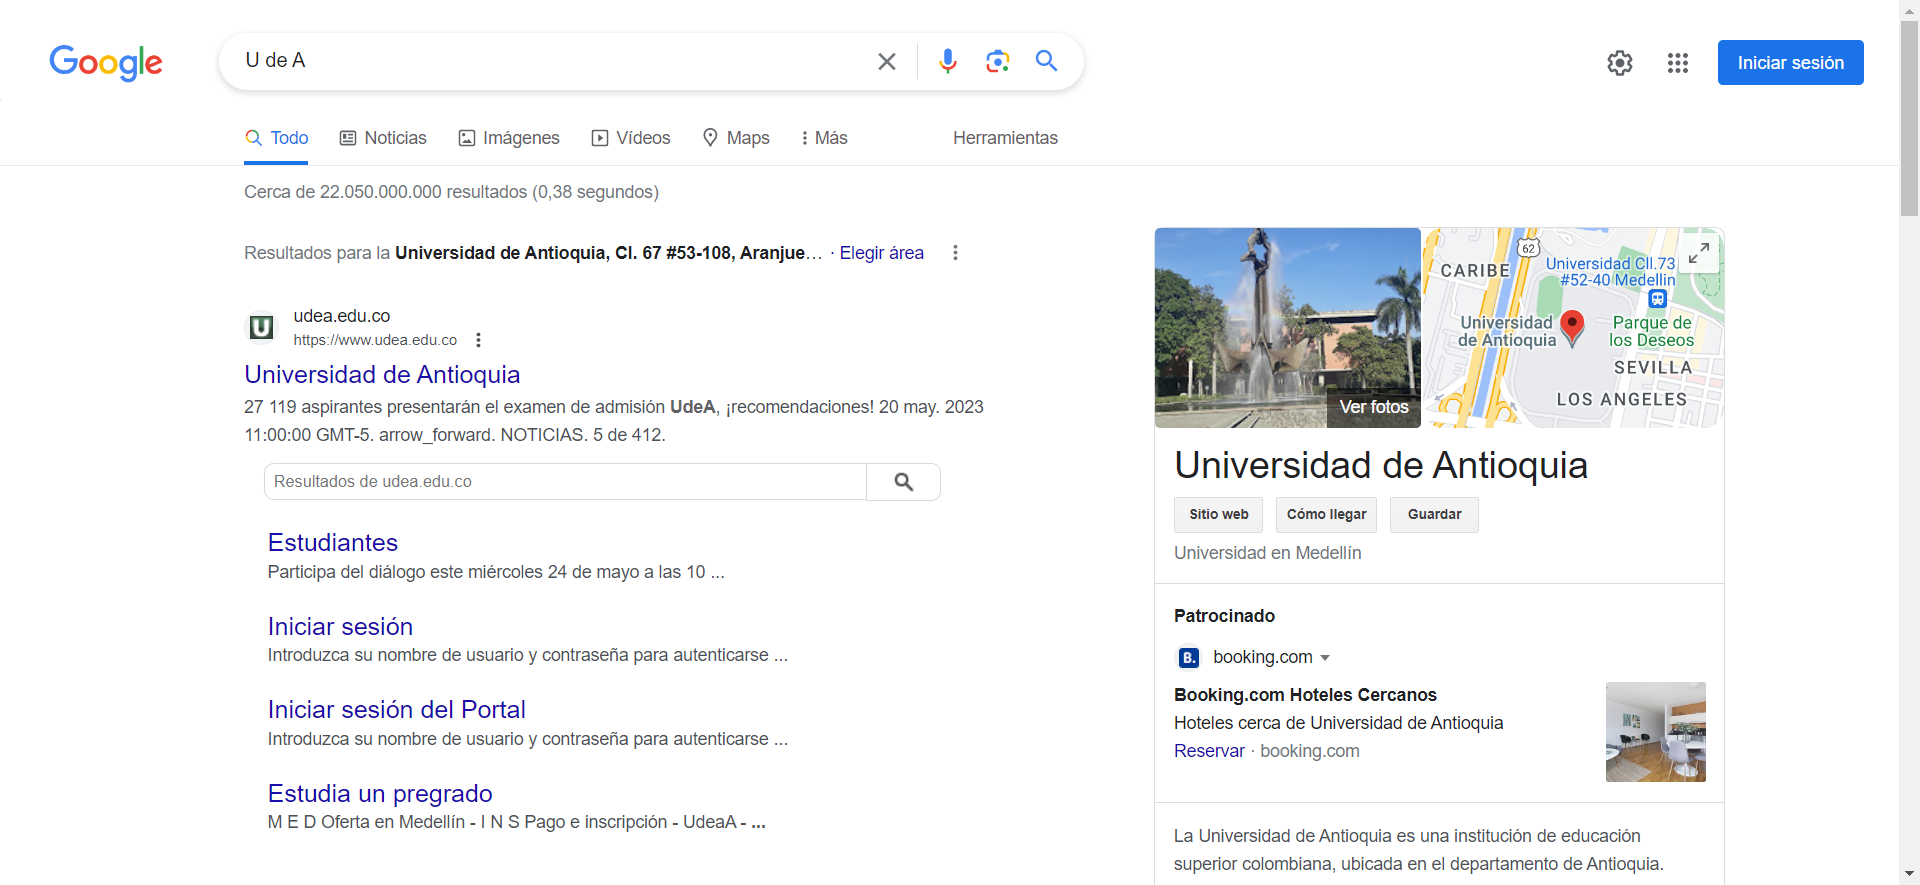 Google
U de A
Iniciar sesión
Todo
Noticias
Imágenes
Vídeos
Maps
Más
Herramientas
Cerca de 22.050.000.000 resultados (0,38 segundos)
Resultados para la Universidad de Antioquia, Cl. 67 #53-108, Aranjue… · Elegir área
U
udea.edu.co
https://www.udea.edu.co
Universidad de Antioquia
27 119 aspirantes presentarán el examen de admisión UdeA, ¡recomendaciones! 20 may. 2023
11:00:00 GMT-5. arrow_forward. NOTICIAS. 5 de 412.
Resultados de udea.edu.co
Estudiantes
Participa del diálogo este miércoles 24 de mayo a las 10 ...
Iniciar sesión
Introduzca su nombre de usuario y contraseña para autenticarse ...
Iniciar sesión del Portal
Introduzca su nombre de usuario y contraseña para autenticarse ...
Estudia un pregrado
M E D Oferta en Medellín - I N S Pago e inscripción - UdeaA - ...
Ver fotos
62
CARIBE
Universidad Cll.73
#52-40 Medellin
Universidad
de Antioquia
Parque de
los Deseos
SEVILLA
LOS ANGELES
Universidad de Antioquia
Sitio web
Cómo llegar
Guardar
Universidad en Medellín
Patrocinado
B.
booking.com
Booking.com Hoteles Cercanos
Hoteles cerca de Universidad de Antioquia
Reservar · booking.com
La Universidad de Antioquia es una institución de educación
superior colombiana, ubicada en el departamento de Antioquia.